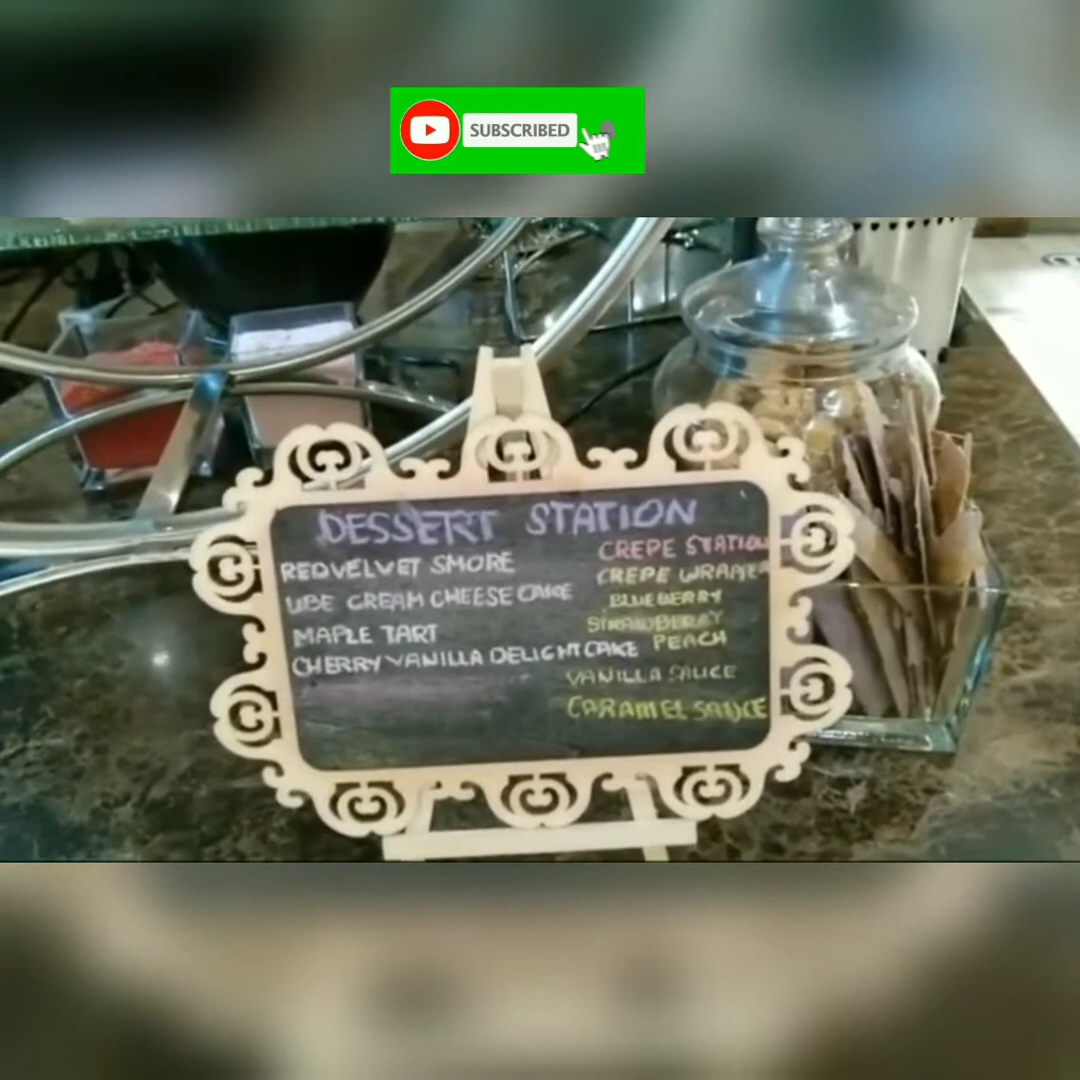 SUBSCRIBED
DESSERT STATION
REDVELVET SMORE
UBE CREAM CHEESE CAKE
MAPLE TART
CHERRY VANILLA DELIGHT CAKE
CREPE STATION
CREPE WRAPPER
BLUEBERRY
STRAWBERRY
PEACH
VANILLA SAUCE
CARAMEL SAUCE